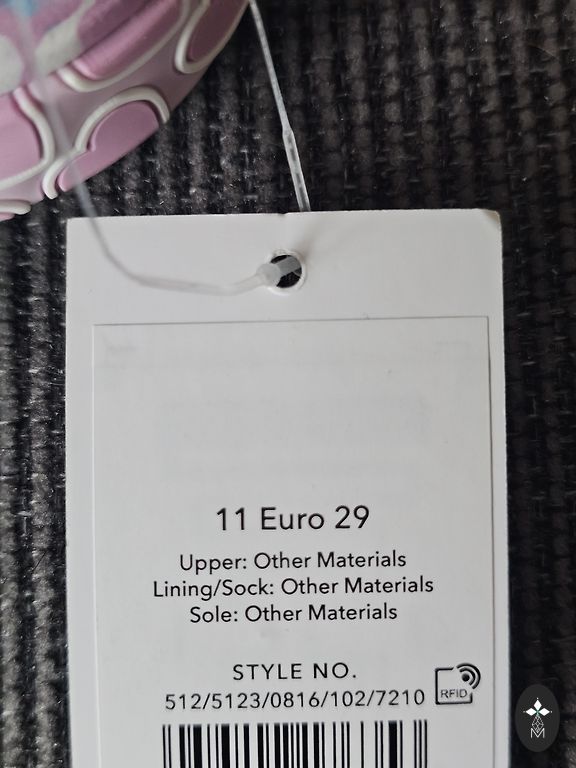 11 Euro 29
Upper: Other Materials
Lining/Sock: Other Materials
Sole: Other Materials
STYLE NO.
512/5123/0816/102/7210
RFID
M